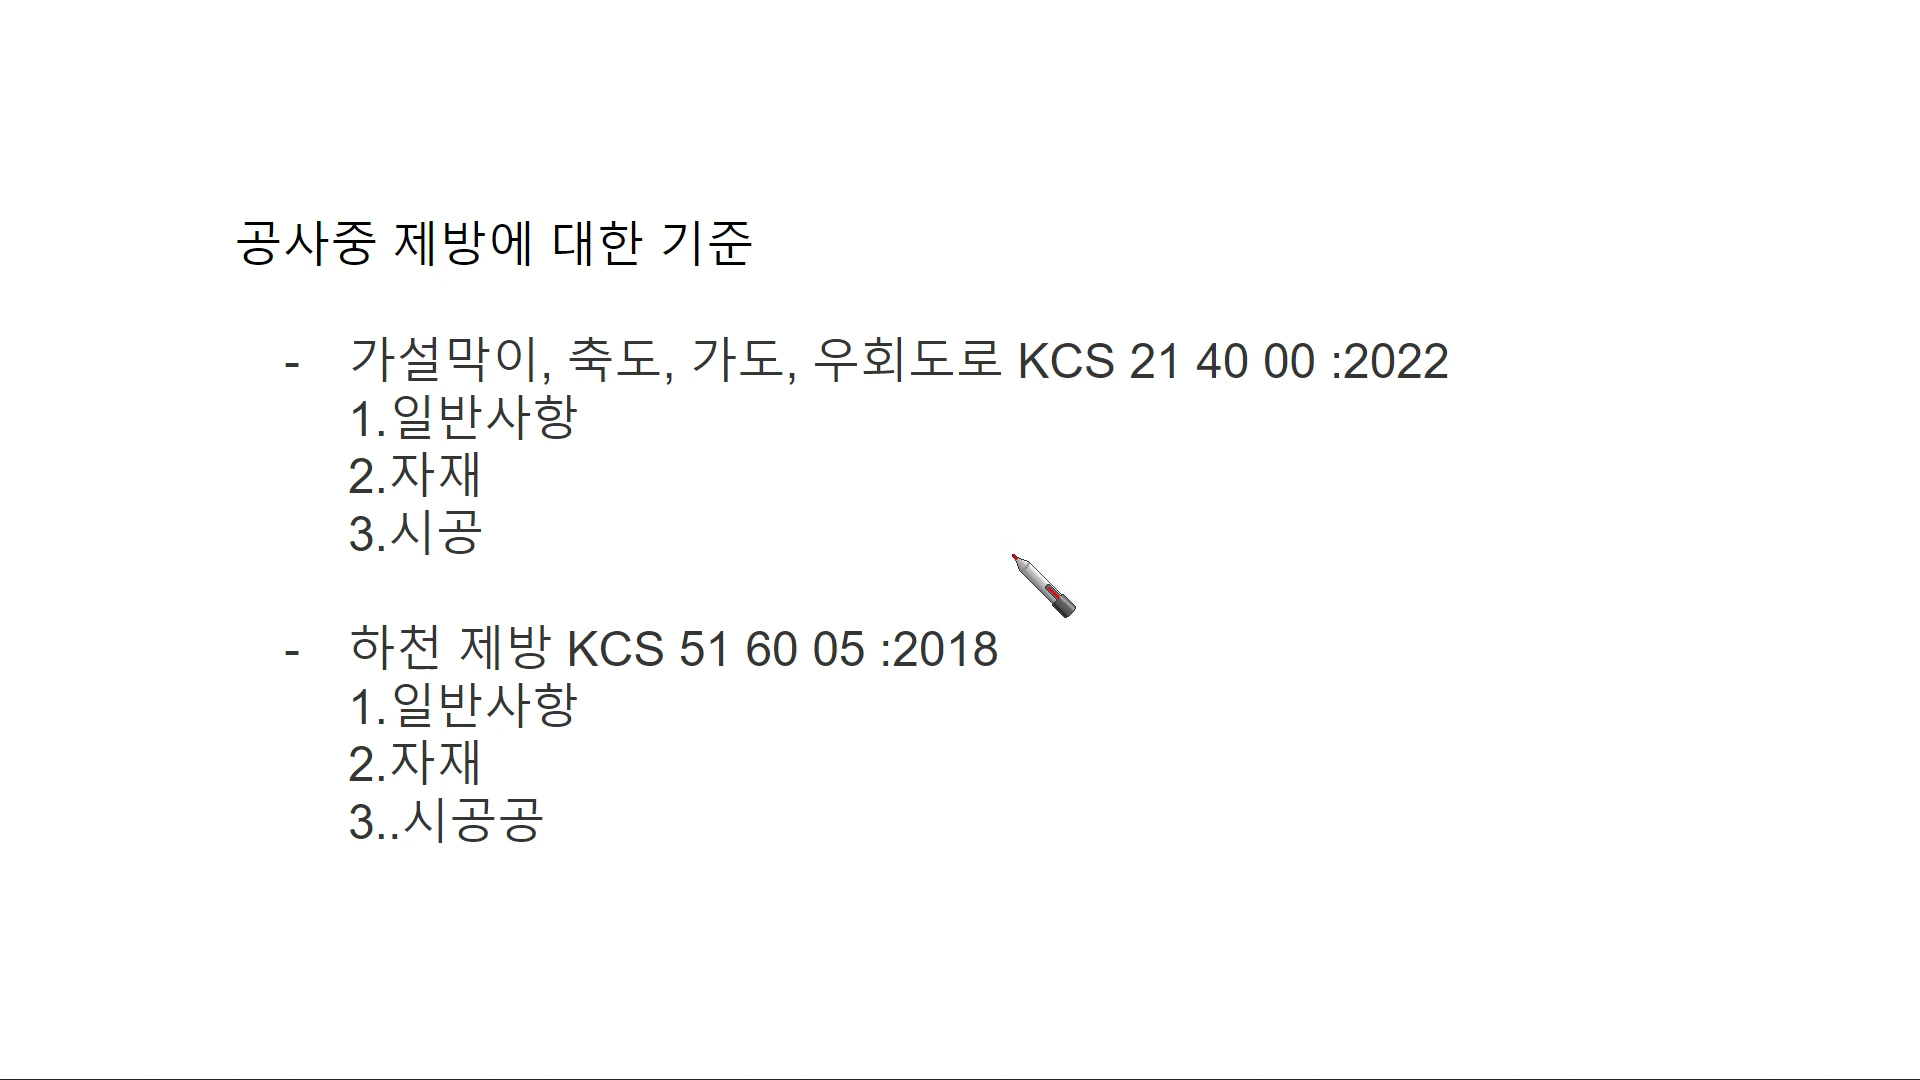 공사중 제방에 대한 기준
- 가설막이, 축도, 가도, 우회도로 KCS 21 40 00 :2022
1.일반사항
2.자재
3.시공
- 하천 제방 KCS 51 60 05 :2018
1.일반사항
2.자재
3..시공공